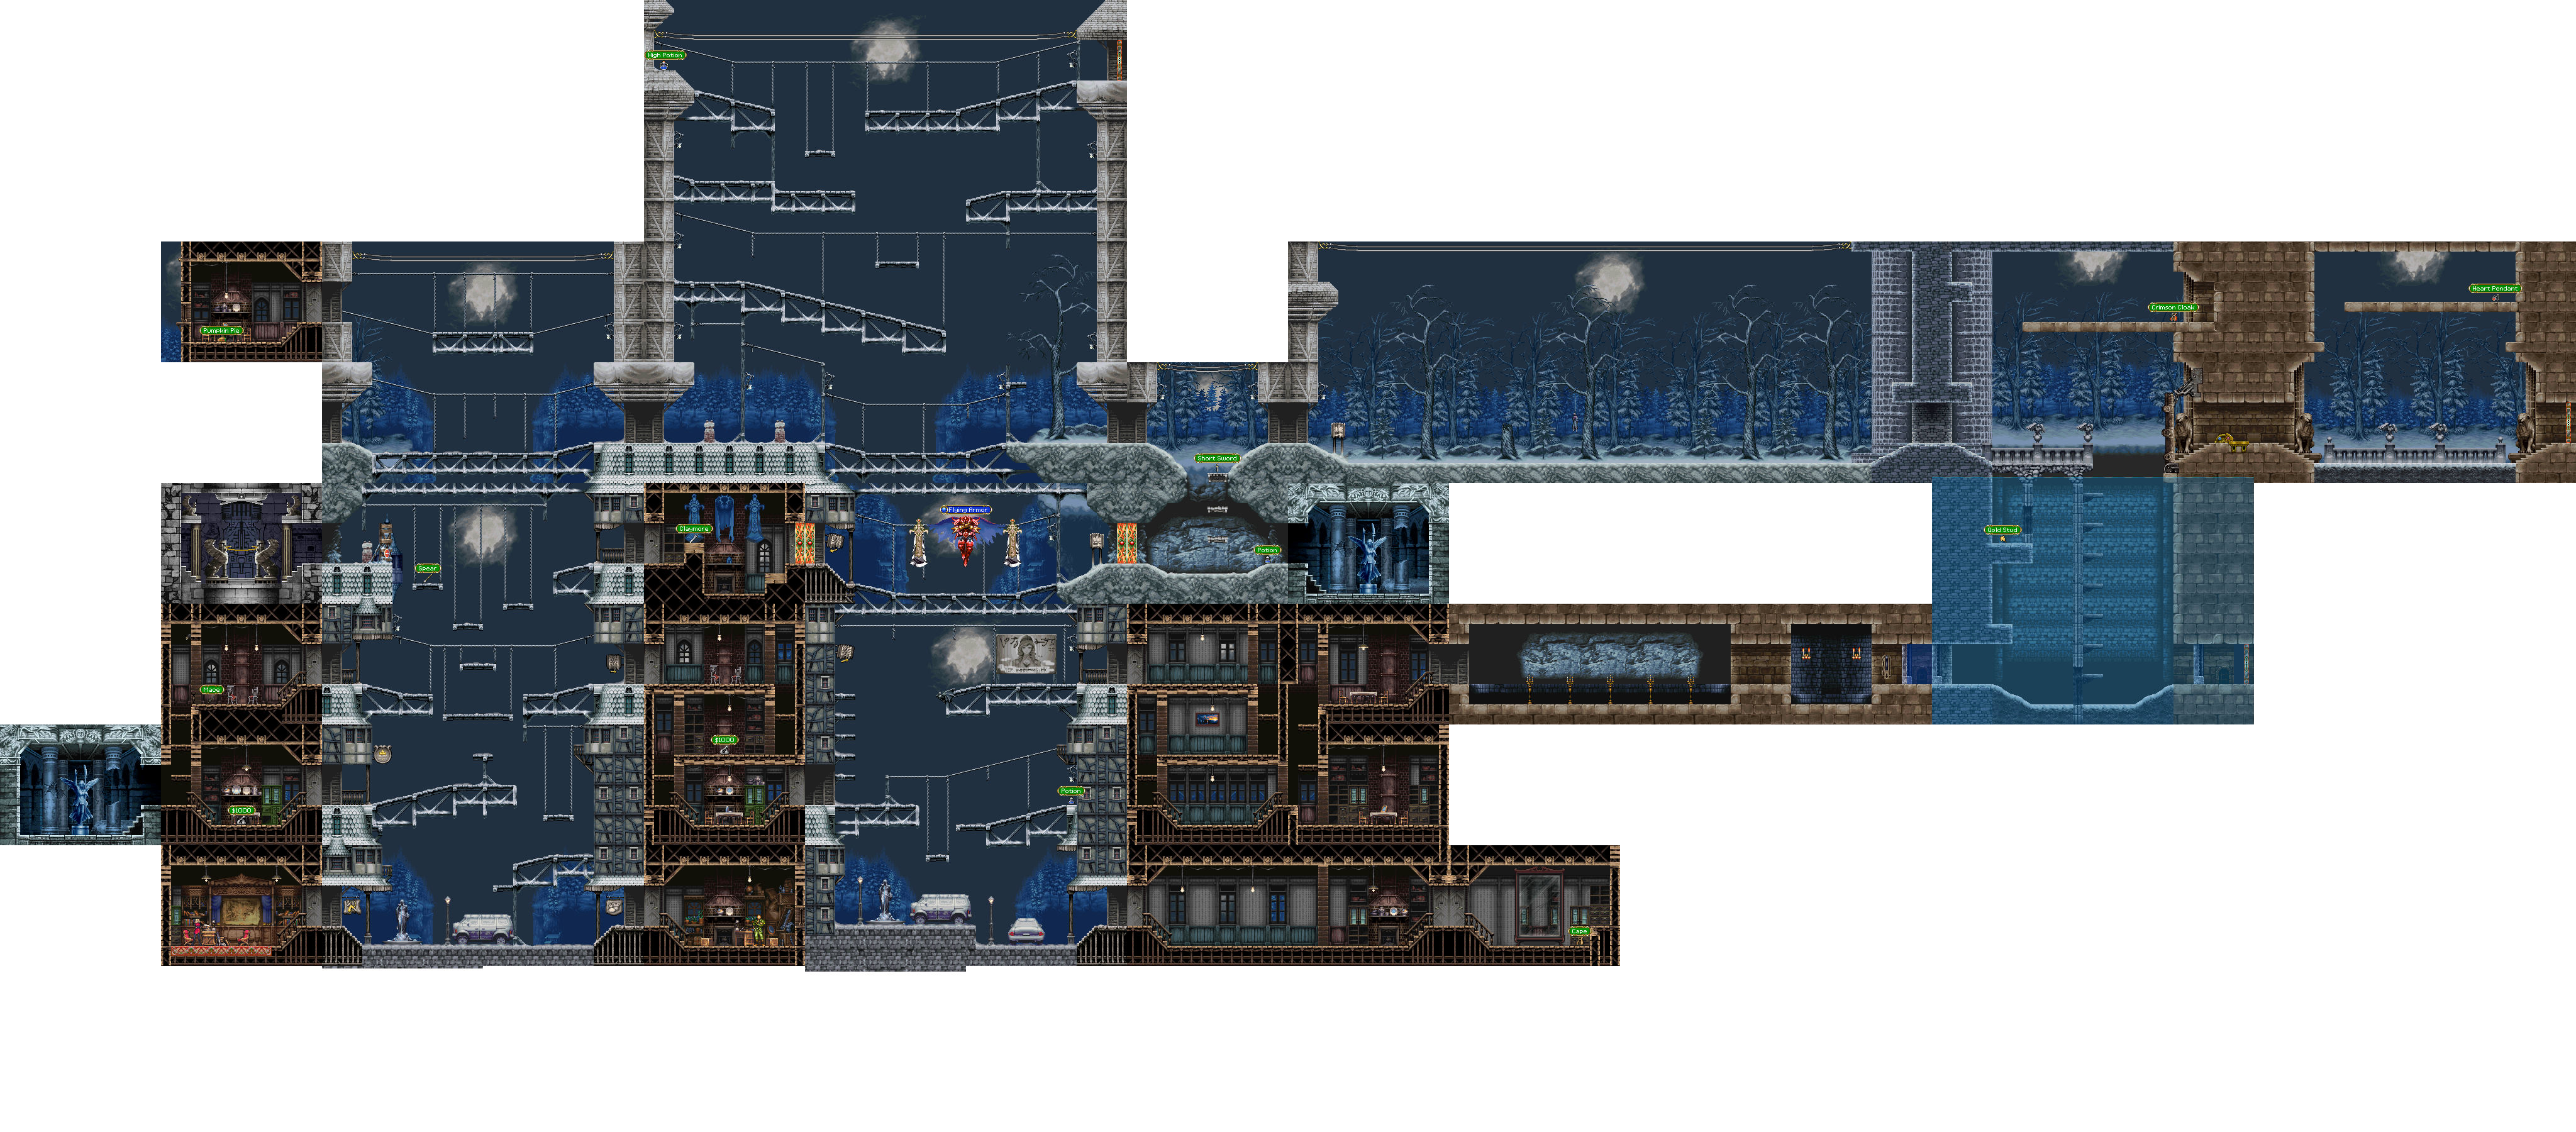 High Potion
Heart Pendant
Crimson Cloak
Pumpkin Pie
Short Sword
Flying Armor
Claymore
Gold Stud
Potion
Spear
Mace
$1000
Potion
$1000
Cape